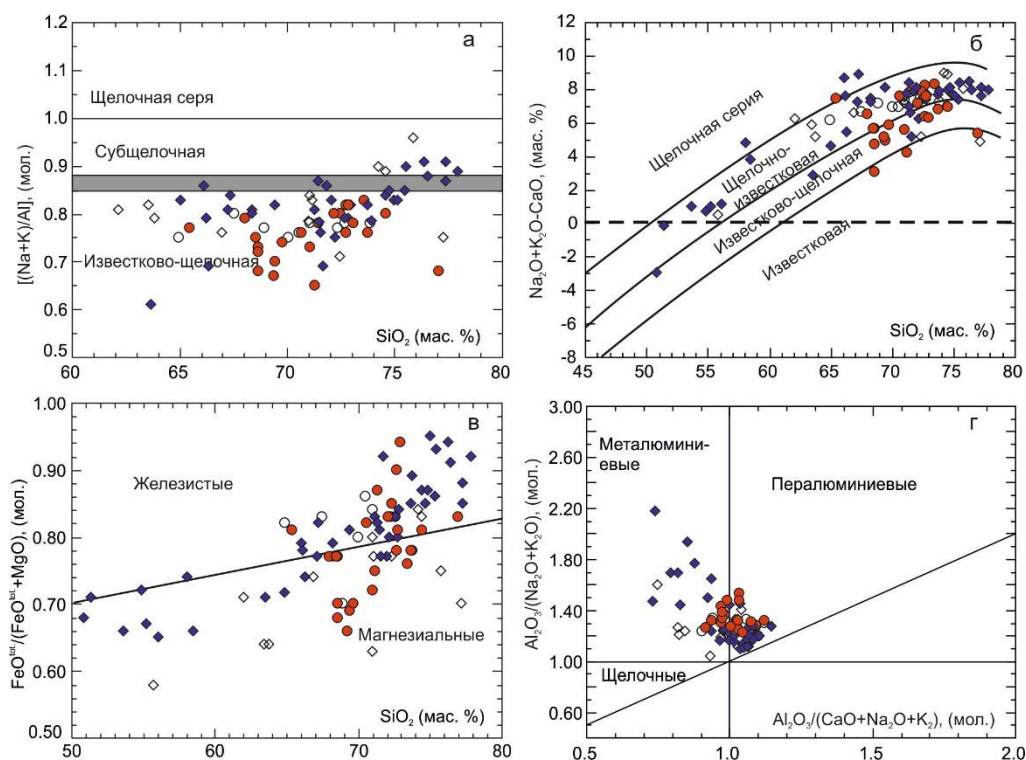 а
Щелочная серя
Субщелочная
Известково-щелочная
[(Na+K)/Al], (мол.)
1.3
1.2
1.1
1.0
0.9
0.8
0.7
0.6
0.5
SiO₂ (мас. %)
60 65 70 75 80
б
Щелочная серия
Щелочно-
известковая
Известково-щелочная
Известковая
Na₂O+K₂O-CaO, (мас. %)
12
10
8
6
4
2
0
-2
-4
-6
-8
SiO₂ (мас. %)
45 50 55 60 65 70 75 80
в
Железистые
Магнезиальные
FeOᵗᵒᵗ·/(FeOᵗᵒᵗ·+MgO), (мол.)
1.00
0.90
0.80
0.70
0.60
0.50
SiO₂ (мас. %)
50 60 70 80
г
Металюмини-
евые
Пералюминиевые
Щелочные
Al₂O₃/(Na₂O+K₂O), (мол.)
3.00
2.60
2.20
1.80
1.40
1.00
0.60
Al₂O₃/(CaO+Na₂O+K₂), (мол.)
0.5 1.0 1.5 2.0